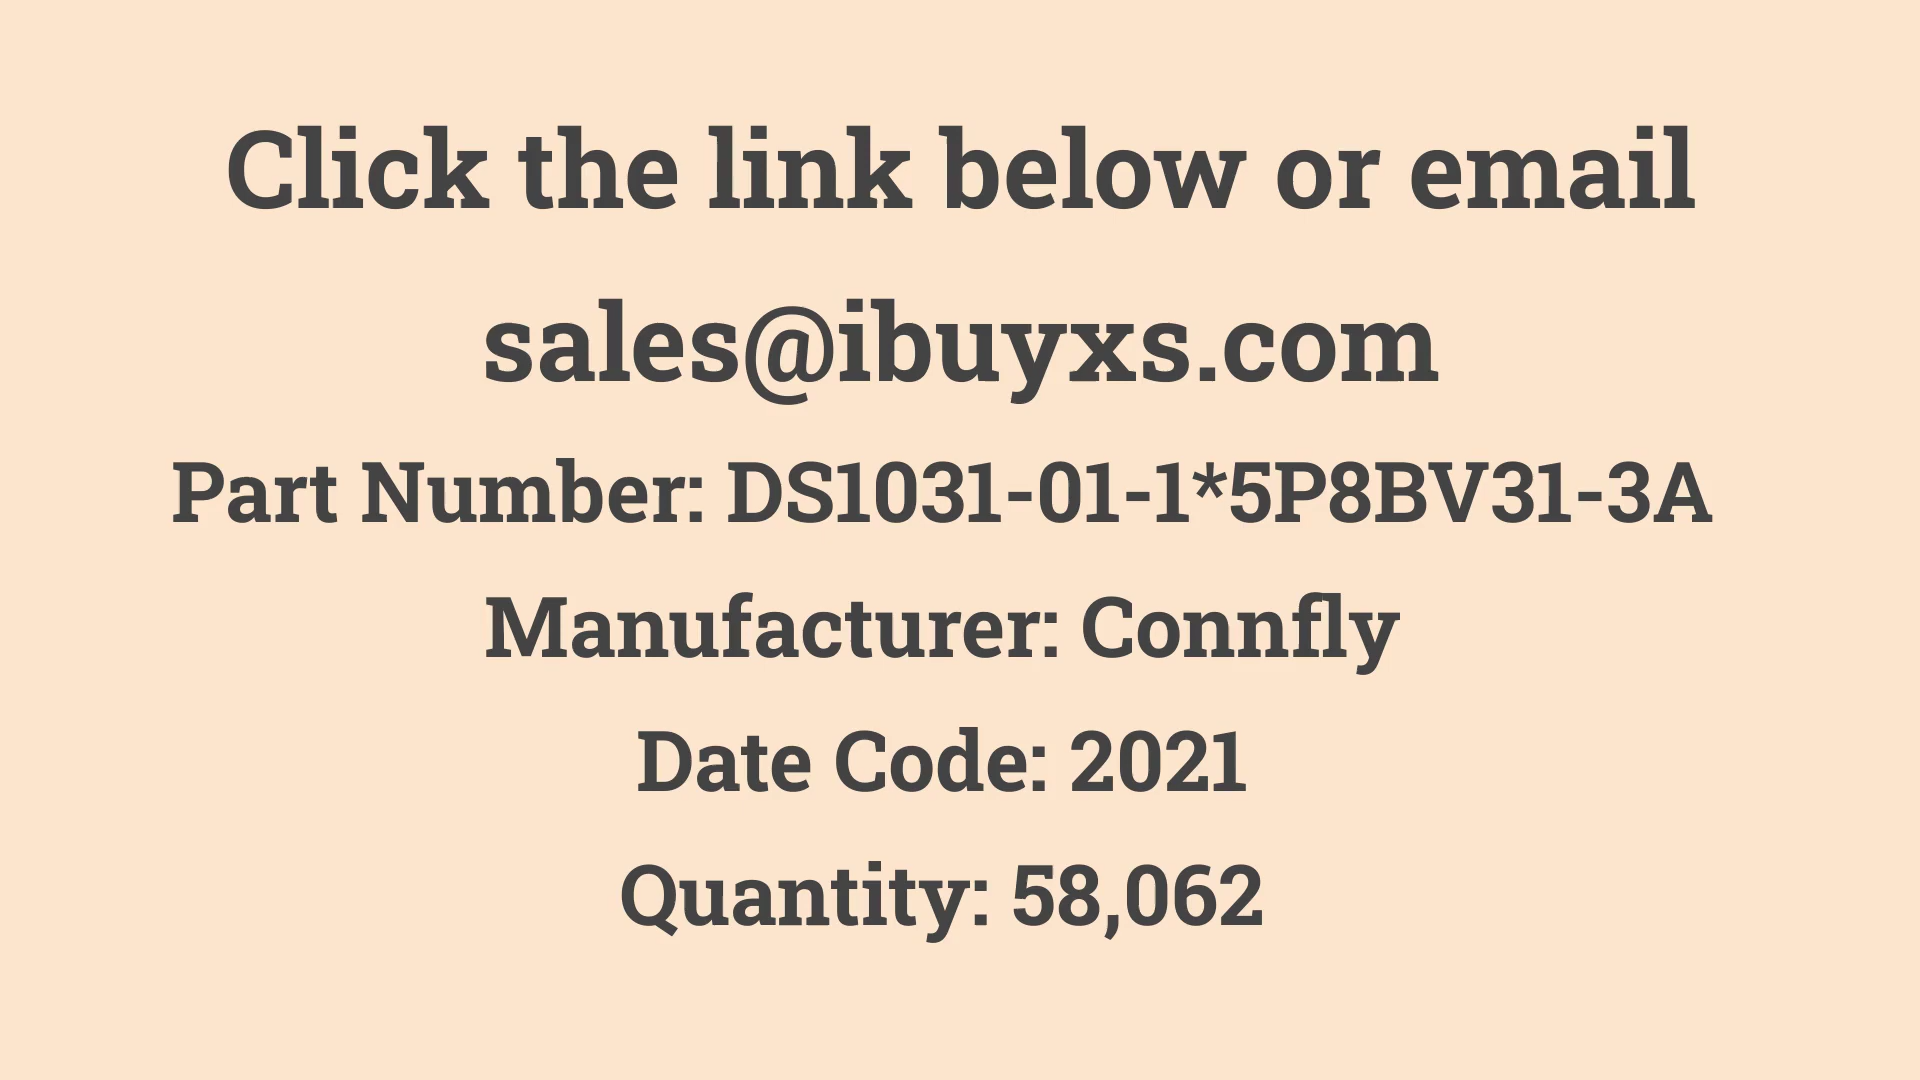 Click the link below or email
sales@ibuyxs.com
Part Number: DS1031-01-1*5P8BV31-3A
Manufacturer: Connfly
Date Code: 2021
Quantity: 58,062